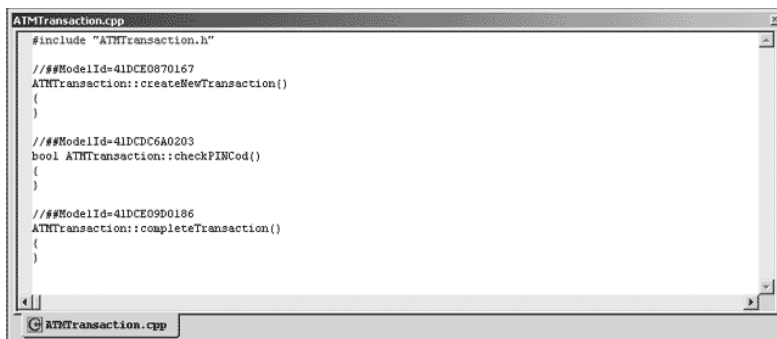 ATMTransaction.cpp
#include "ATMTransaction.h"
//##ModelId=41DCE0870167
ATMTransaction::createNewTransaction()
{
}
//##ModelId=41DCDC6A0203
bool ATMTransaction::checkPINCod()
{
}
//##ModelId=41DCE09D0186
ATMTransaction::completeTransaction()
{
}
ATMTransaction.cpp